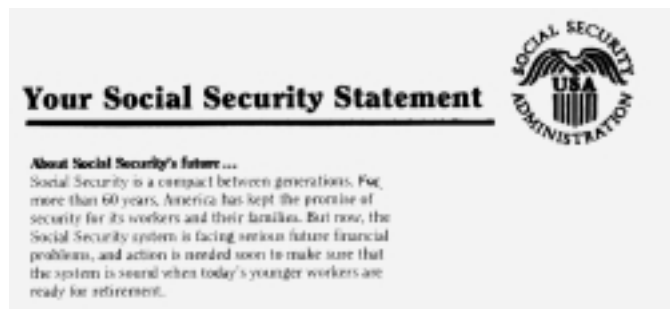 SOCIAL SECURITY ADMINISTRATION
USA
Your Social Security Statement
About Social Security's future...
Social Security is a compact between generations. For
more than 60 years, America has kept the promise of
security for its workers and their families. But now, the
Social Security system is facing serious future financial
problems, and action is needed soon to make sure that
the system is sound when today's younger workers are
ready for retirement.